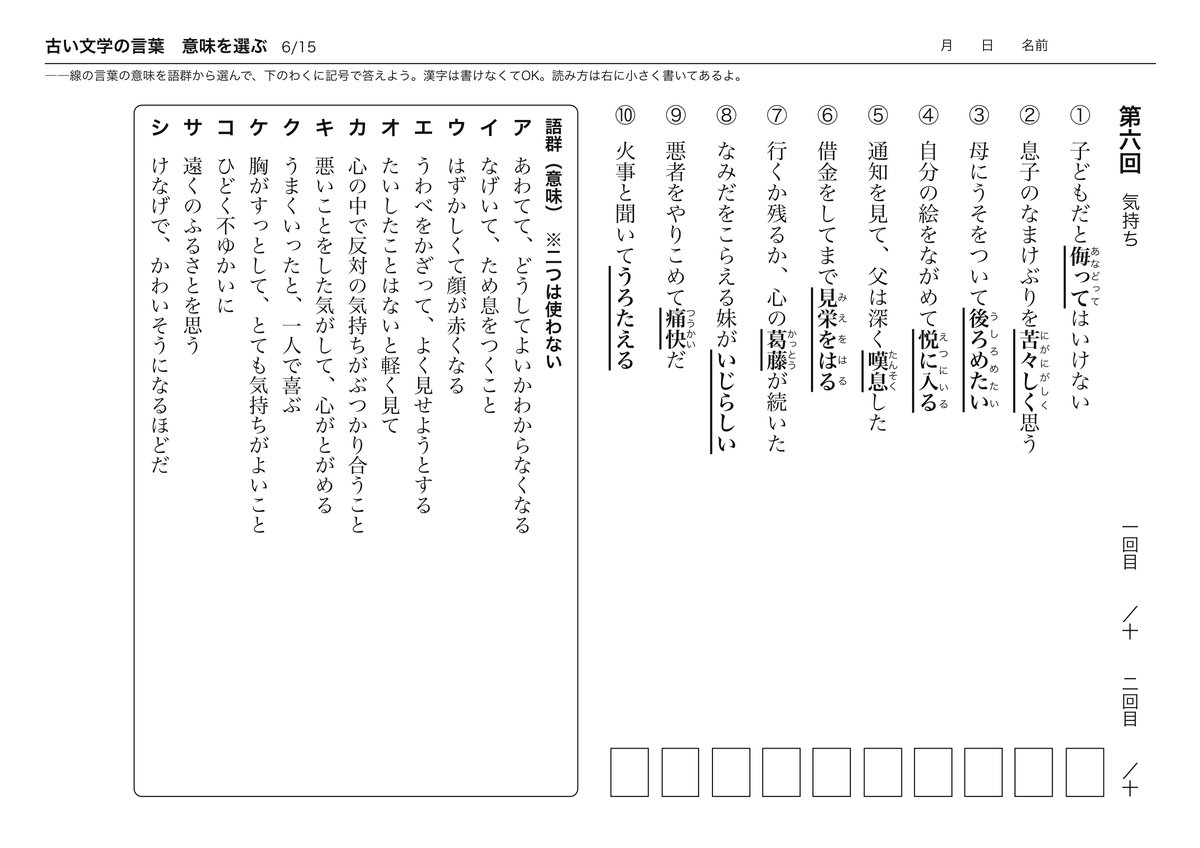 古い文学の言葉　意味を選ぶ　6/15
月　日　名前
――線の言葉の意味を語群から選んで、下のわくに記号で答えよう。漢字は書けなくてOK。読み方は右に小さく書いてあるよ。
第六回　気持ち　一回目　／十　二回目　／十
① 子どもだと侮って（あなどって）はいけない
② 息子のなまけぶりを苦々しく（にがにがしく）思う
③ 母にうそをついて後ろめたい（うしろめたい）
④ 自分の絵をながめて悦に入る（えつにいる）
⑤ 通知を見て、父は深く嘆息（たんそく）した
⑥ 借金をしてまで見栄をはる（みえをはる）
⑦ 行くか残るか、心の葛藤（かっとう）が続いた
⑧ なみだをこらえる妹がいじらしい
⑨ 悪者をやりこめて痛快（つうかい）だ
⑩ 火事と聞いてうろたえる
語群（意味）　※二つは使わない
ア　あわてて、どうしてよいかわからなくなる
イ　なげいて、ため息をつくこと
ウ　はずかしくて顔が赤くなる
エ　うわべをかざって、よく見せようとする
オ　たいしたことはないと軽く見て
カ　心の中で反対の気持ちがぶつかり合うこと
キ　悪いことをした気がして、心がとがめる
ク　うまくいったと、一人で喜ぶ
ケ　胸がすっとして、とても気持ちがよいこと
コ　ひどく不ゆかいに
サ　遠くのふるさとを思う
シ　けなげで、かわいそうになるほどだ